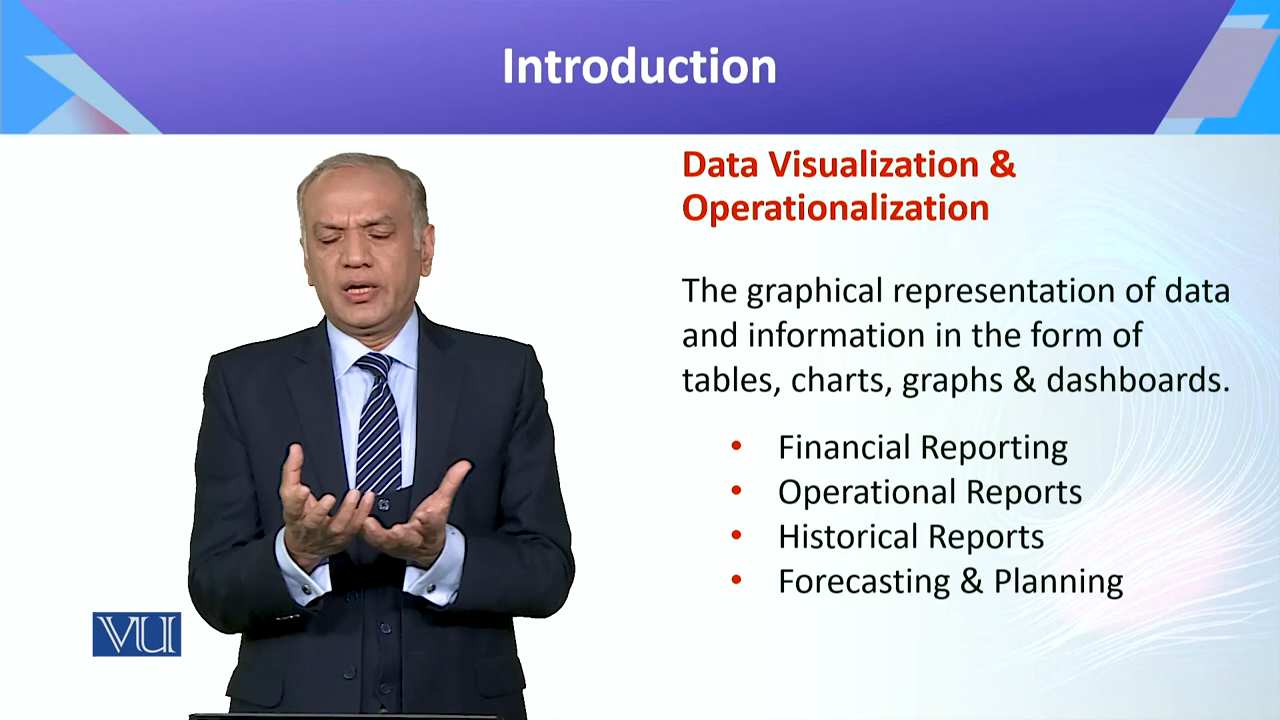 Introduction
Data Visualization &
Operationalization
The graphical representation of data
and information in the form of
tables, charts, graphs & dashboards.
• Financial Reporting
• Operational Reports
• Historical Reports
• Forecasting & Planning
VU